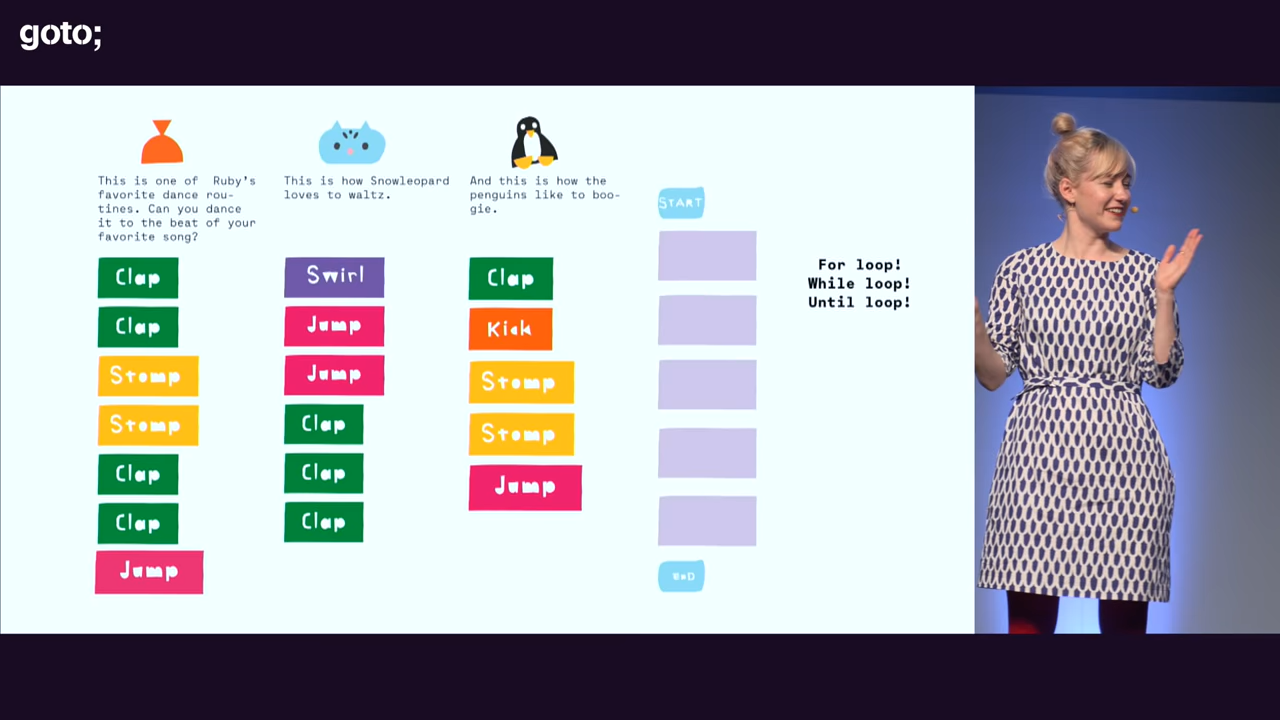 goto;
This is one of Ruby's
favorite dance rou-
tines. Can you dance
it to the beat of your
favorite song?
Clap
Clap
Stomp
Stomp
Clap
Clap
Jump
This is how Snowleopard
loves to waltz.
Swirl
Jump
Jump
Clap
Clap
Clap
And this is how the
penguins like to boo-
gie.
Clap
Kick
Stomp
Stomp
Jump
START
END
For loop!
While loop!
Until loop!